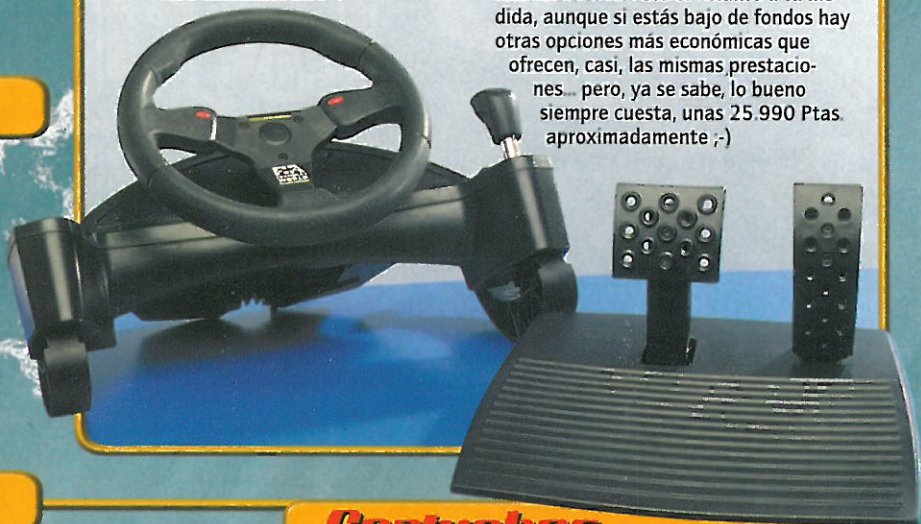 dida, aunque si estás bajo de fondos hay
otras opciones más económicas que
ofrecen, casi, las mismas prestacio-
nes... pero, ya se sabe, lo bueno
siempre cuesta, unas 25.990 Ptas.
aproximadamente ;-)